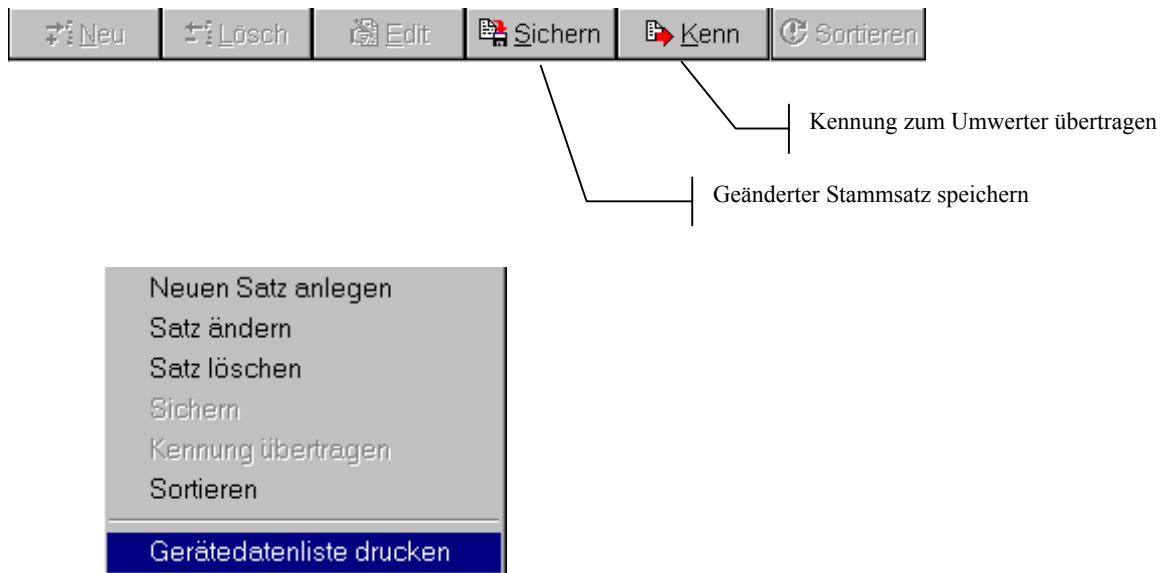 Neu Lösch Edit Sichern Kenn Sortieren
Kennung zum Umwerter übertragen
Geänderter Stammsatz speichern
Neuen Satz anlegen
Satz ändern
Satz löschen
Sichern
Kennung übertragen
Sortieren
Gerätedatenliste drucken